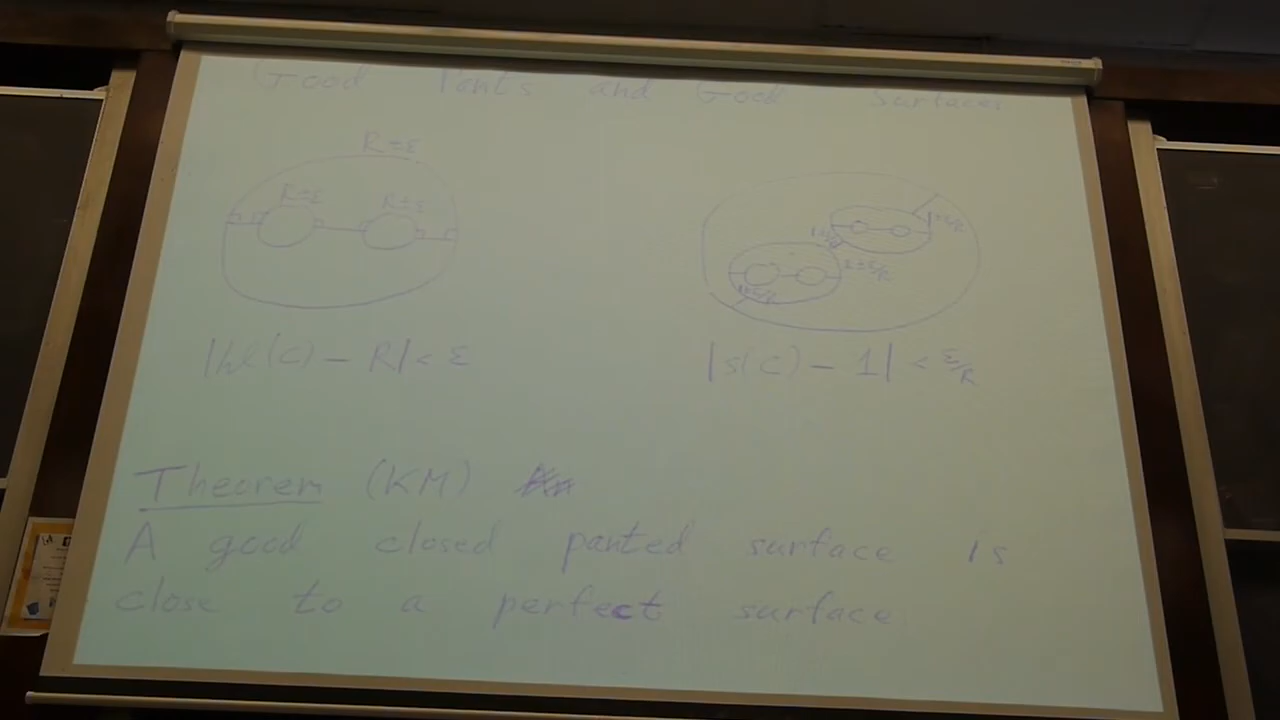 Good Pants and Good Surfaces
R ± ε
R ± ε R ± ε
|hl(C) - R| < ε
|s(C) - 1| < ε/R
Theorem (KM)
A good closed panted surface is
close to a perfect surface